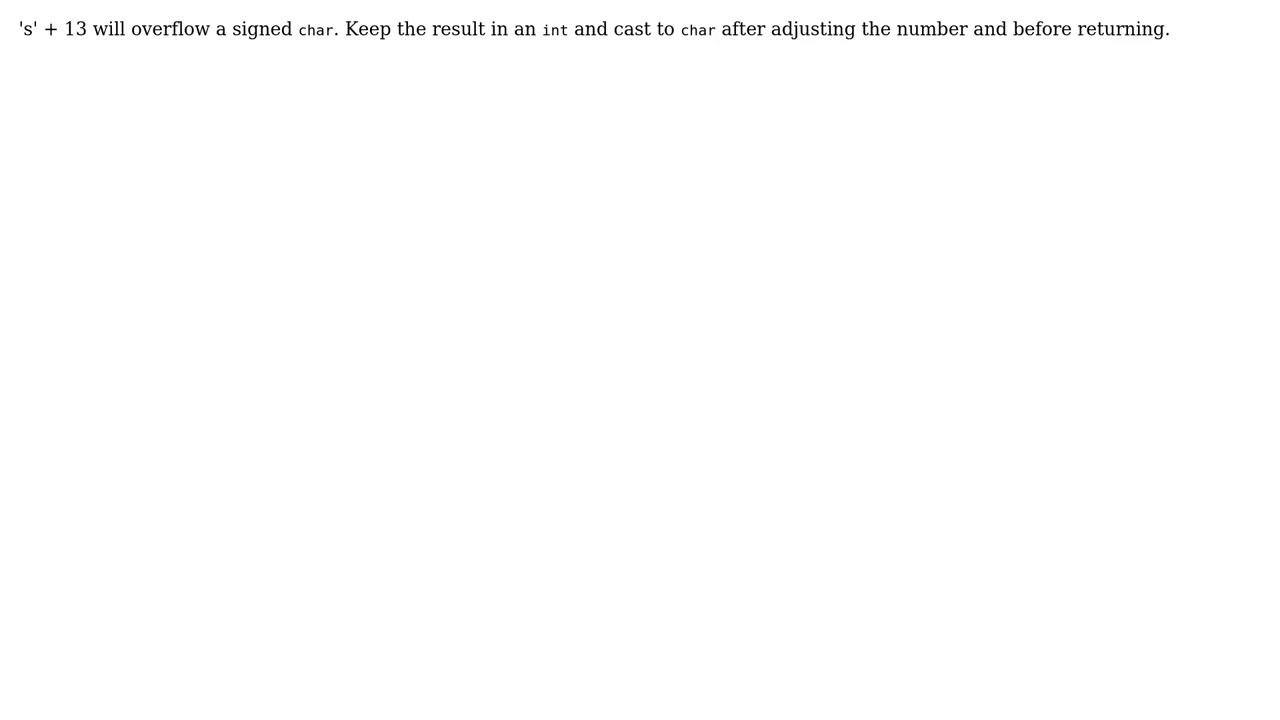 's' + 13 will overflow a signed char. Keep the result in an int and cast to char after adjusting the number and before returning.